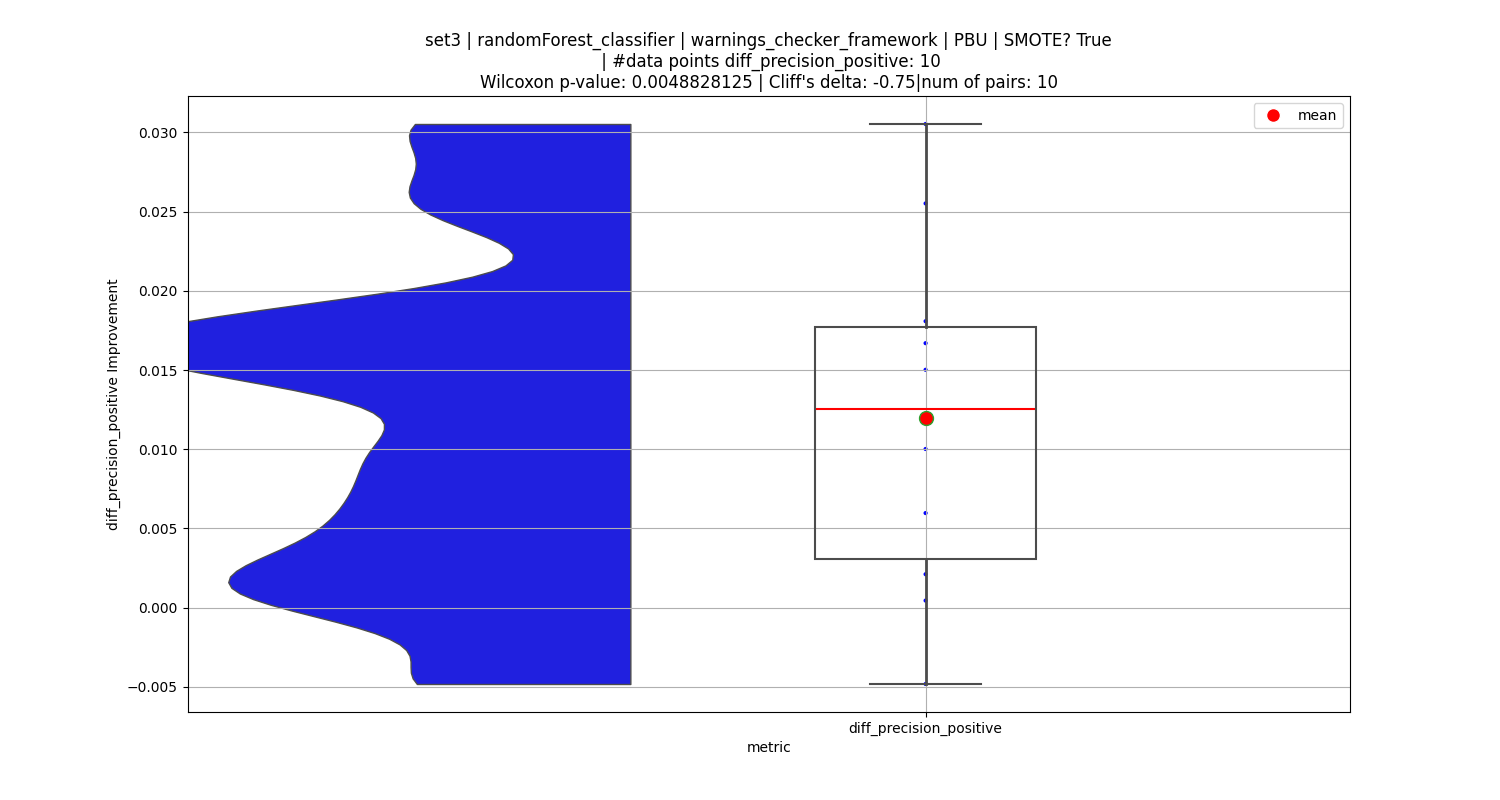 set3 | randomForest_classifier | warnings_checker_framework | PBU | SMOTE? True
| #data points diff_precision_positive: 10
Wilcoxon p-value: 0.0048828125 | Cliff's delta: -0.75|num of pairs: 10
mean
0.030
0.025
0.020
0.015
0.010
0.005
0.000
−0.005
diff_precision_positive Improvement
diff_precision_positive
metric